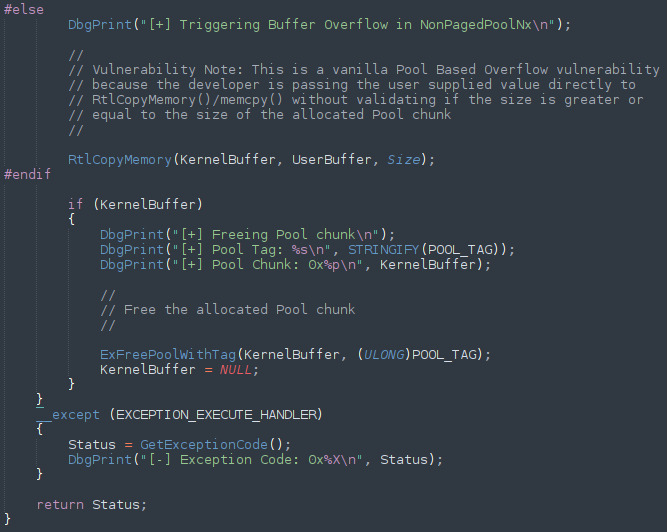 #else
DbgPrint("[+] Triggering Buffer Overflow in NonPagedPoolNx\n");
//
// Vulnerability Note: This is a vanilla Pool Based Overflow vulnerability
// because the developer is passing the user supplied value directly to
// RtlCopyMemory()/memcpy() without validating if the size is greater or
// equal to the size of the allocated Pool chunk
//
RtlCopyMemory(KernelBuffer, UserBuffer, Size);
#endif
if (KernelBuffer)
{
DbgPrint("[+] Freeing Pool chunk\n");
DbgPrint("[+] Pool Tag: %s\n", STRINGIFY(POOL_TAG));
DbgPrint("[+] Pool Chunk: 0x%p\n", KernelBuffer);
//
// Free the allocated Pool chunk
//
ExFreePoolWithTag(KernelBuffer, (ULONG)POOL_TAG);
KernelBuffer = NULL;
}
}
__except (EXCEPTION_EXECUTE_HANDLER)
{
Status = GetExceptionCode();
DbgPrint("[-] Exception Code: 0x%X\n", Status);
}
return Status;
}